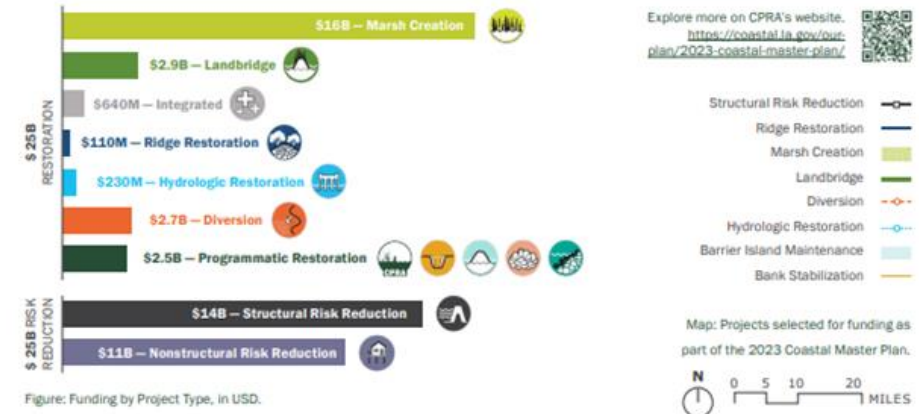 $16B — Marsh Creation
$2.9B — Landbridge
$640M — Integrated
$110M — Ridge Restoration
$230M — Hydrologic Restoration
$2.7B — Diversion
$2.5B — Programmatic Restoration
CPRA
$ 25B
RESTORATION
$14B — Structural Risk Reduction
$11B — Nonstructural Risk Reduction
$ 25B RISK
REDUCTION
Figure: Funding by Project Type, in USD.
Explore more on CPRA's website.
https://coastal.la.gov/our-
plan/2023-coastal-master-plan/
Structural Risk Reduction
Ridge Restoration
Marsh Creation
Landbridge
Diversion
Hydrologic Restoration
Barrier Island Maintenance
Bank Stabilization
Map: Projects selected for funding as
part of the 2023 Coastal Master Plan.
N
0 5 10 20
MILES